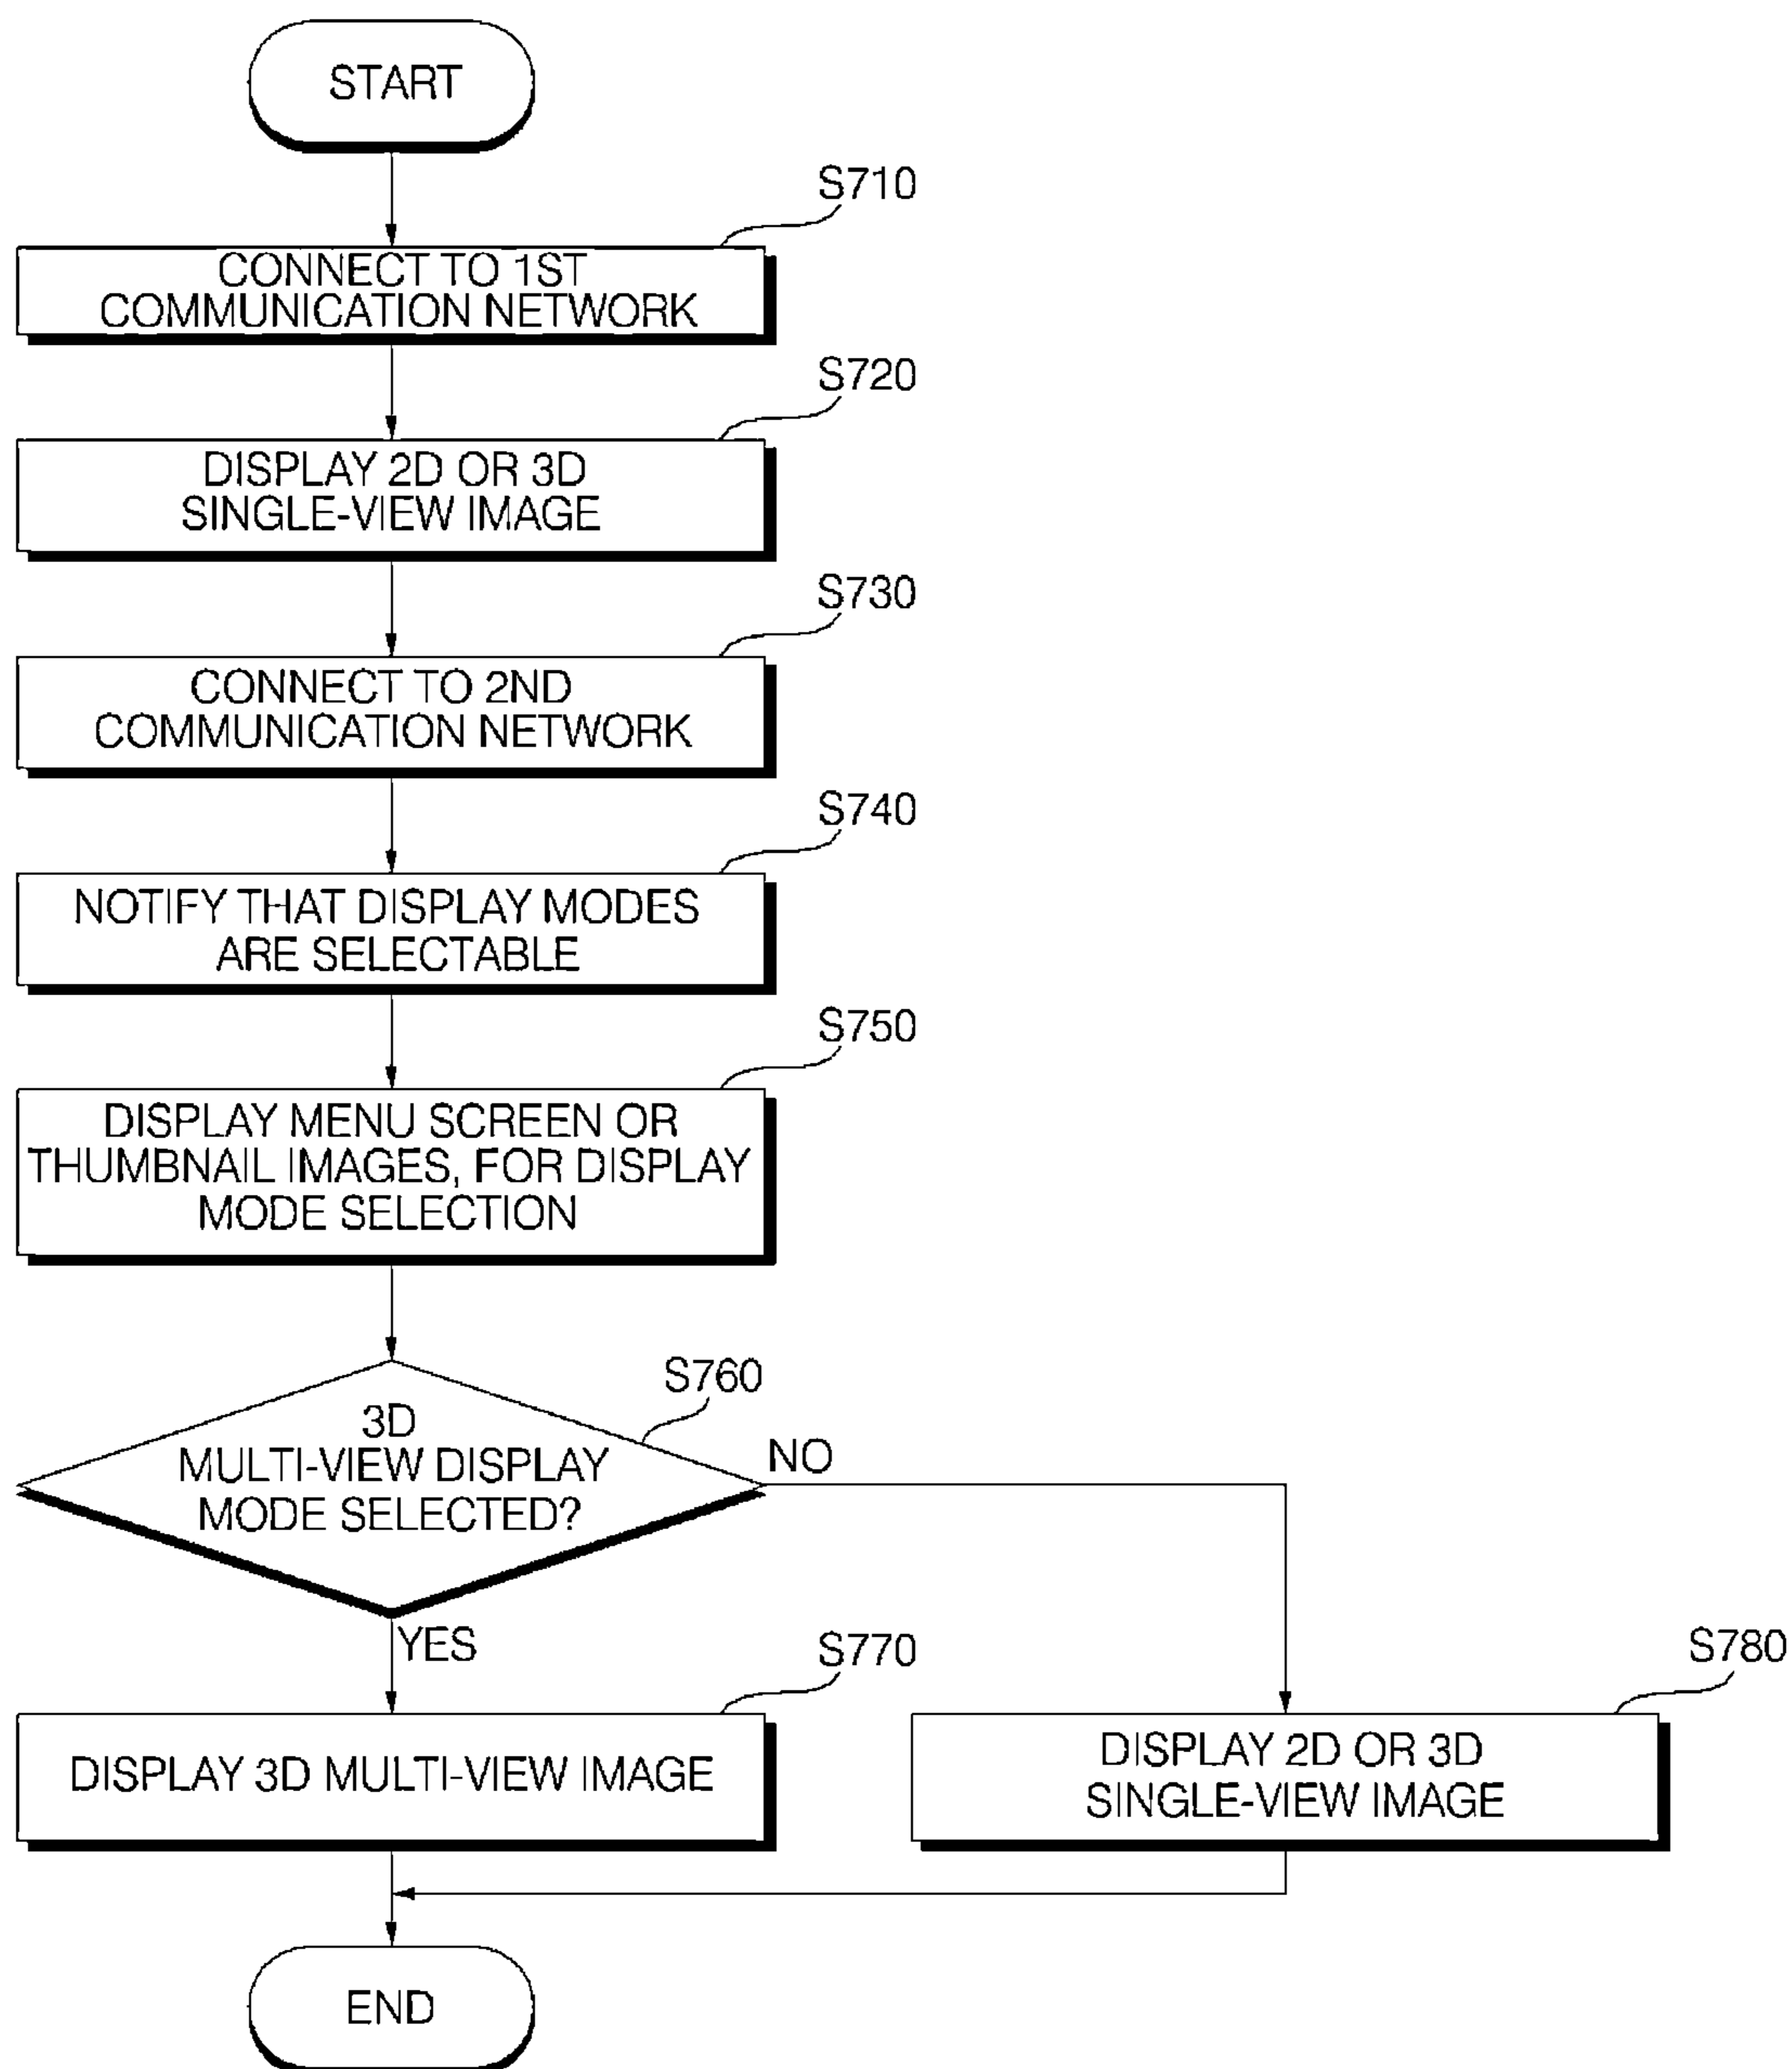 START
S710
CONNECT TO 1ST
COMMUNICATION NETWORK
S720
DISPLAY 2D OR 3D
SINGLE-VIEW IMAGE
S730
CONNECT TO 2ND
COMMUNICATION NETWORK
S740
NOTIFY THAT DISPLAY MODES
ARE SELECTABLE
S750
DISPLAY MENU SCREEN OR
THUMBNAIL IMAGES, FOR DISPLAY
MODE SELECTION
S760
3D
MULTI-VIEW DISPLAY
MODE SELECTED?
NO
YES
S770
DISPLAY 3D MULTI-VIEW IMAGE
S780
DISPLAY 2D OR 3D
SINGLE-VIEW IMAGE
END